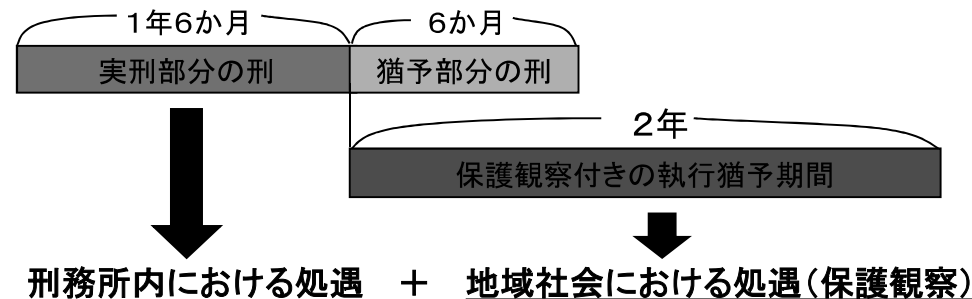 1年6か月 6か月
実刑部分の刑 猶予部分の刑
2年
保護観察付きの執行猶予期間
刑務所内における処遇 + 地域社会における処遇(保護観察)